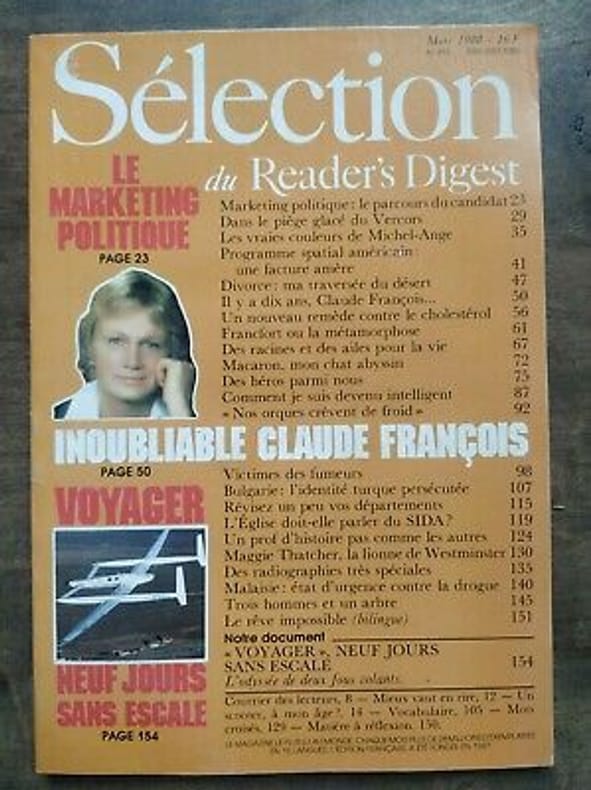 Mars 1988 - 16 F
Sélection
du Reader's Digest
LE
MARKETING
POLITIQUE
PAGE 23
Marketing politique : le parcours du candidat 23
Dans le piège glacé du Vercors 29
Les vraies couleurs de Michel-Ange 35
Programme spatial américain :
une facture amère 41
Divorce : ma traversée du désert 47
Il y a dix ans, Claude François... 50
Un nouveau remède contre le cholestérol 56
Francfort ou la métamorphose 61
Des racines et des ailes pour la vie 67
Macaron, mon chat abyssin 72
Des héros parmi nous 75
Comment je suis devenu intelligent 87
« Nos orques crèvent de froid » 92
INOUBLIABLE CLAUDE FRANÇOIS
PAGE 50
VOYAGER
NEUF JOURS
SANS ESCALE
PAGE 154
Victimes des fumeurs 98
Bulgarie : l'identité turque persécutée 107
Révisez un peu vos départements 115
L'Église doit-elle parler du SIDA ? 119
Un prof d'histoire pas comme les autres 124
Maggie Thatcher, la lionne de Westminster 130
Des radiographies très spéciales 135
Malaisie : état d'urgence contre la drogue 140
Trois hommes et un arbre 145
Le rêve impossible (bilingue) 151
Notre document
« VOYAGER », NEUF JOURS
SANS ESCALE 154
L'odyssée de deux fous volants.
Courrier des lecteurs, 8 — Mieux vaut en rire, 12 — Un
scooter, à mon âge ?, 14 — Vocabulaire, 105 — Mots
croisés, 129 — Matière à réflexion, 150.